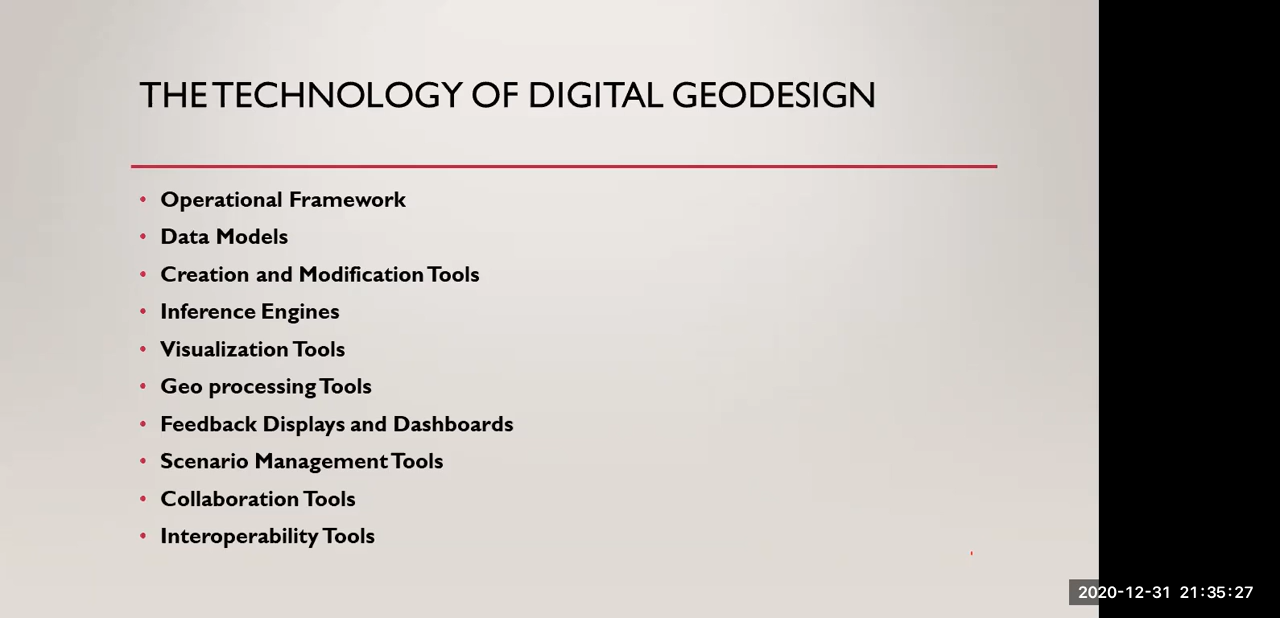 THE TECHNOLOGY OF DIGITAL GEODESIGN
• Operational Framework
• Data Models
• Creation and Modification Tools
• Inference Engines
• Visualization Tools
• Geo processing Tools
• Feedback Displays and Dashboards
• Scenario Management Tools
• Collaboration Tools
• Interoperability Tools
2020-12-31 21:35:27